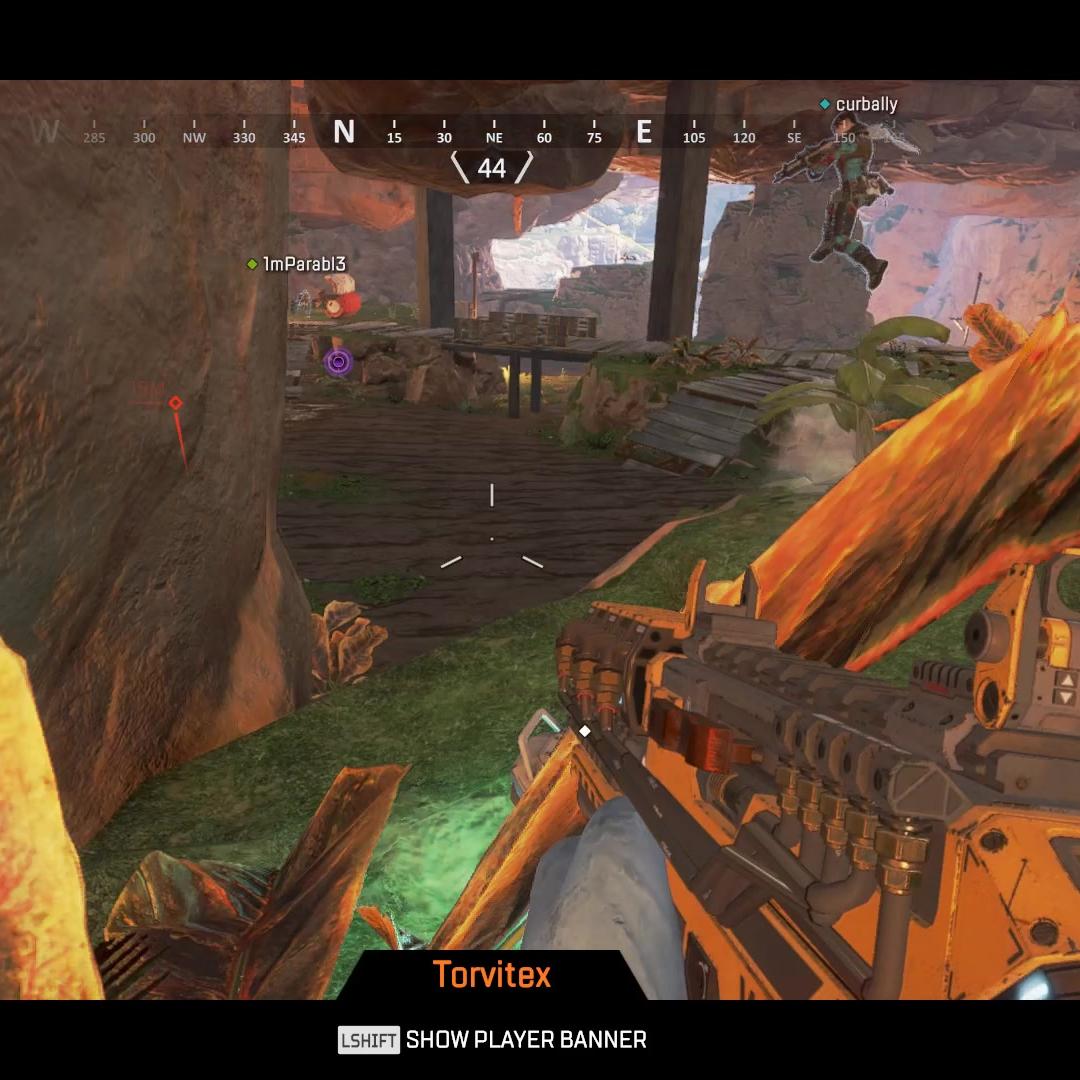 curbally
W 285 300 NW 330 345 N 15 30 NE 60 75 E 105 120 SE 150 165
44
1mParabl3
Torvitex
LSHIFT SHOW PLAYER BANNER